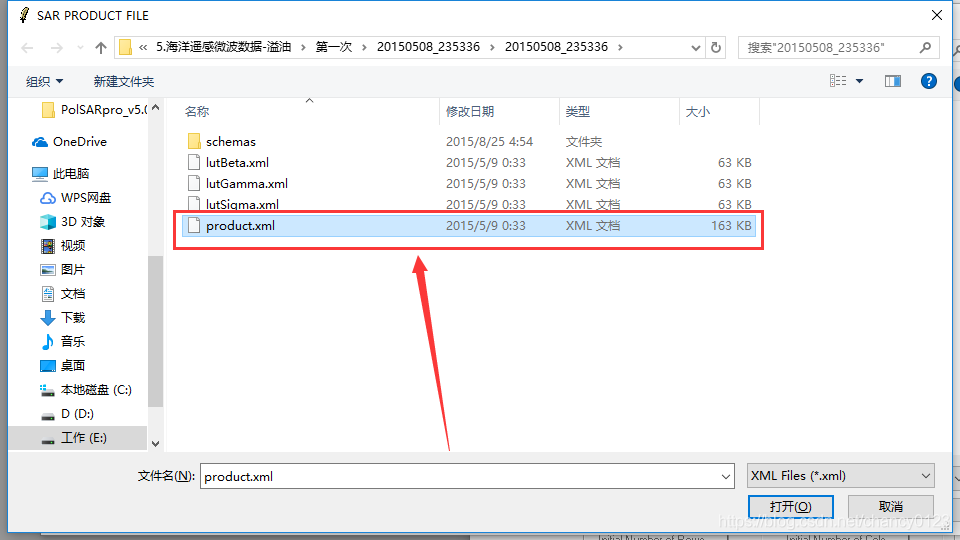 SAR PRODUCT FILE
« 5.海洋遥感微波数据-溢油 › 第一次 › 20150508_235336 › 20150508_235336 ›
搜索"20150508_235336"
组织 新建文件夹
名称 修改日期 类型 大小
PolSARpro_v5.0
OneDrive
此电脑
WPS网盘
3D 对象
视频
图片
文档
下载
音乐
桌面
本地磁盘 (C:)
D (D:)
工作 (E:)
schemas 2015/8/25 4:54 文件夹
lutBeta.xml 2015/5/9 0:33 XML 文档 63 KB
lutGamma.xml 2015/5/9 0:33 XML 文档 63 KB
lutSigma.xml 2015/5/9 0:33 XML 文档 63 KB
product.xml 2015/5/9 0:33 XML 文档 163 KB
文件名(N): product.xml XML Files (*.xml)
打开(O) 取消
https://blog.csdn.net/chancy0123
Initial Number of Rows Initial Number of Cols